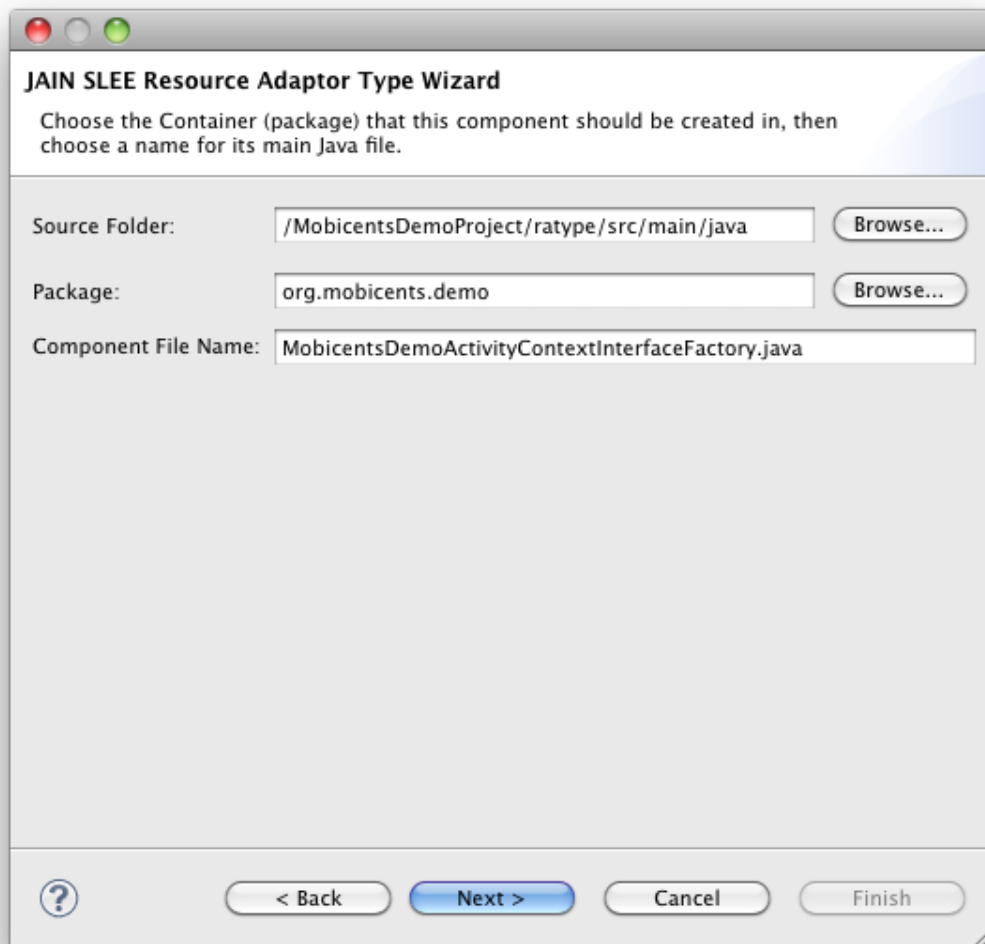 JAIN SLEE Resource Adaptor Type Wizard
Choose the Container (package) that this component should be created in, then
choose a name for its main Java file.
Source Folder: /MobicentsDemoProject/ratype/src/main/java Browse...
Package: org.mobicents.demo Browse...
Component File Name: MobicentsDemoActivityContextInterfaceFactory.java
? < Back Next > Cancel Finish